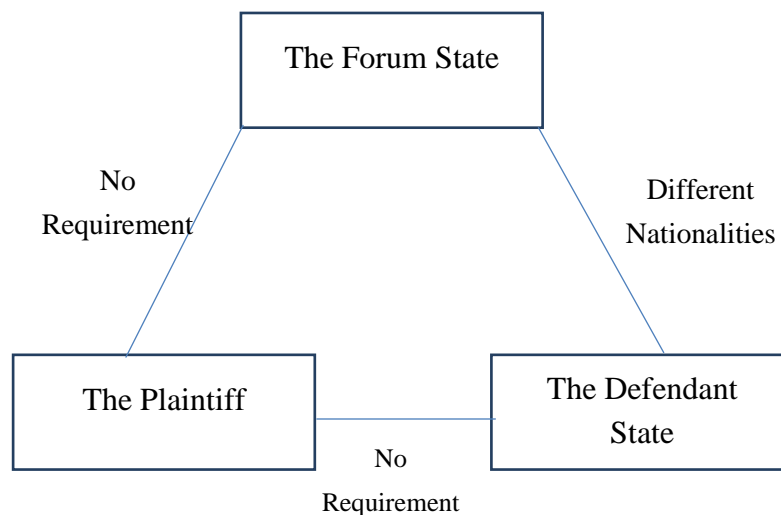 The Forum State
No
Requirement
Different
Nationalities
The Plaintiff
The Defendant
State
No
Requirement